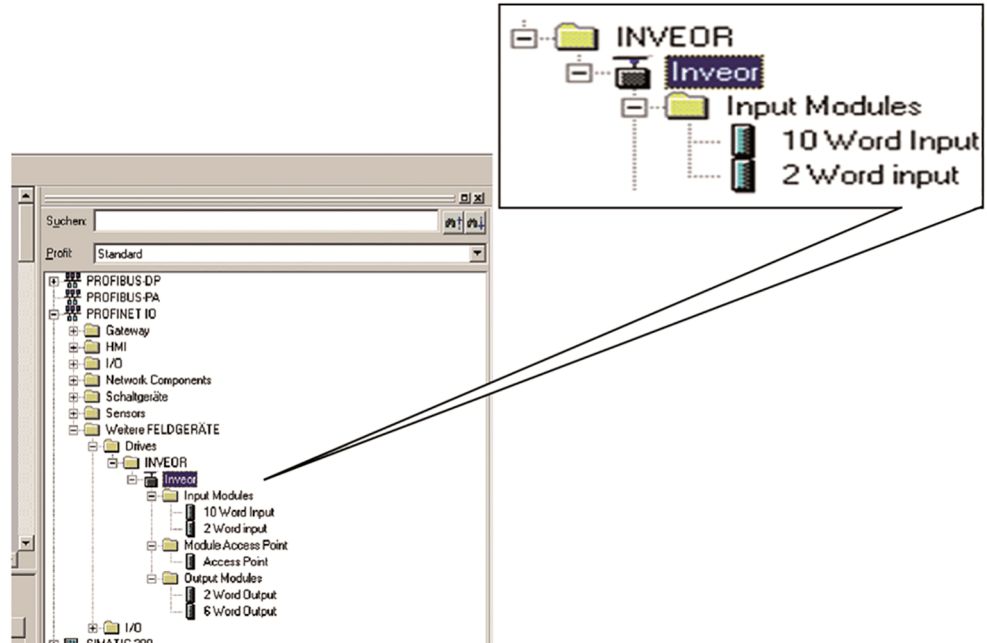 INVEOR
Inveor
Input Modules
10 Word Input
2 Word input
Suchen:
Profil:
Standard
PROFIBUS-DP
PROFIBUS-PA
PROFINET IO
Gateway
HMI
I/O
Network Components
Schaltgeräte
Sensors
Weitere FELDGERÄTE
Drives
INVEOR
Inveor
Input Modules
10 Word Input
2 Word input
Module Access Point
Access Point
Output Modules
2 Word Output
6 Word Output
I/O